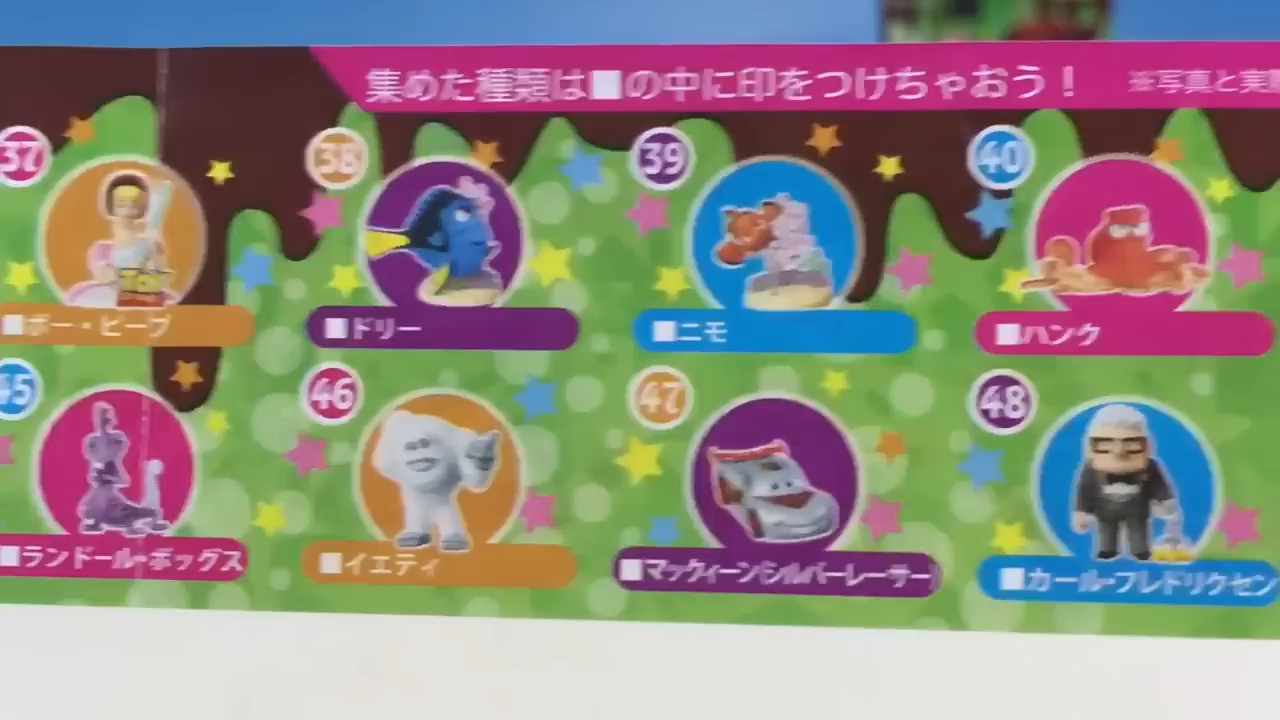 集めた種類は■の中に印をつけちゃおう！ ※写真と実際
37
38
39
40
■ボー・ピープ
■ドリー
■ニモ
■ハンク
45
46
47
48
■ランドール・ボッグス
■イエティ
■マックィーン(シルバーレーサー)
■カール・フレドリクセン